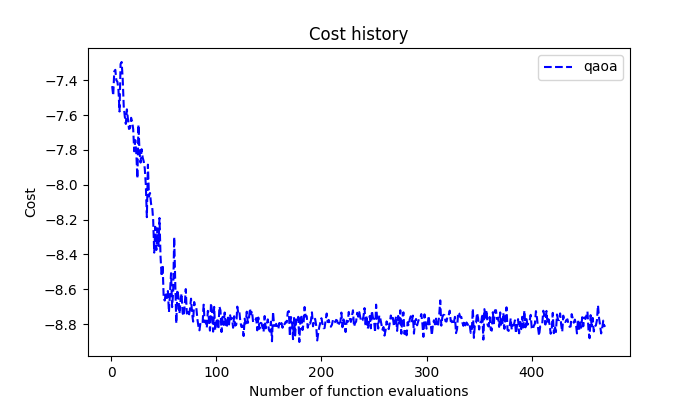 Cost history
qaoa
−7.4
−7.6
−7.8
−8.0
−8.2
−8.4
−8.6
−8.8
Cost
0 100 200 300 400
Number of function evaluations